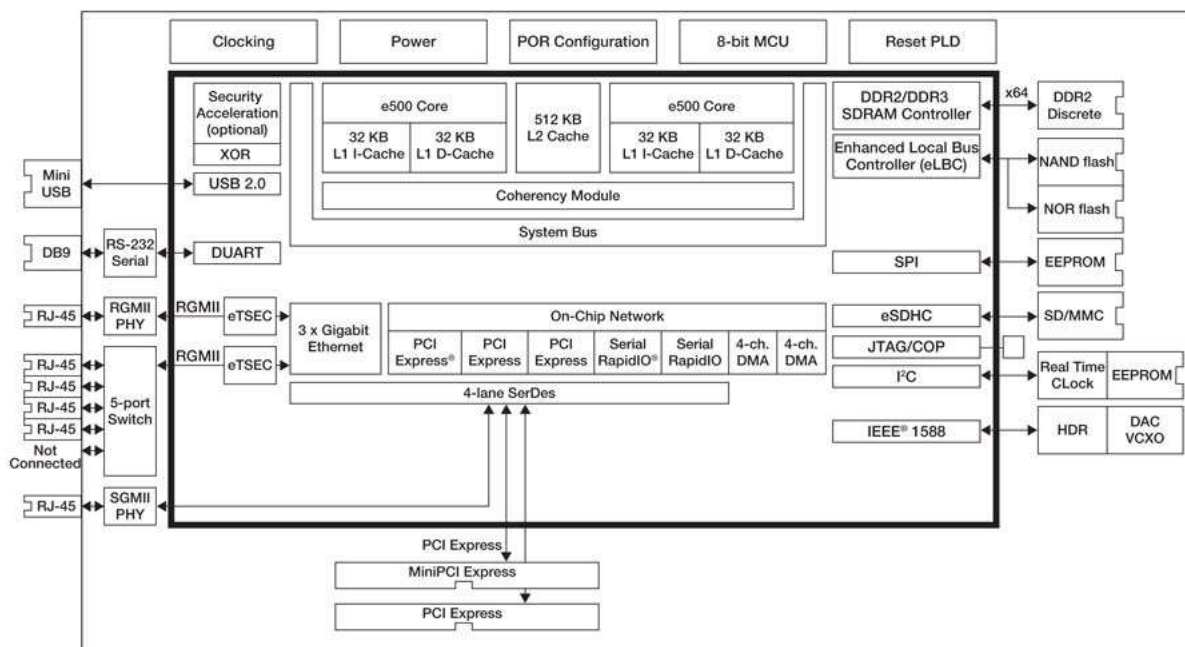 Clocking
Power
POR Configuration
8-bit MCU
Reset PLD
Security
Acceleration
(optional)
XOR
USB 2.0
DUART
e500 Core
32 KB
L1 I-Cache
32 KB
L1 D-Cache
512 KB
L2 Cache
e500 Core
32 KB
L1 I-Cache
32 KB
L1 D-Cache
Coherency Module
System Bus
DDR2/DDR3
SDRAM Controller
x64
DDR2
Discrete
Enhanced Local Bus
Controller (eLBC)
NAND flash
NOR flash
Mini
USB
DB9
RS-232
Serial
SPI
EEPROM
RJ-45
RGMII
PHY
RGMII
eTSEC
3 x Gigabit
Ethernet
On-Chip Network
PCI
Express®
PCI
Express
PCI
Express
Serial
RapidIO®
Serial
RapidIO
4-ch.
DMA
4-ch.
DMA
eSDHC
SD/MMC
JTAG/COP
RJ-45
RJ-45
RJ-45
RJ-45
Not
Connected
5-port
Switch
RGMII
eTSEC
4-lane SerDes
I²C
Real Time
CLock
EEPROM
IEEE® 1588
HDR
DAC
VCXO
RJ-45
SGMII
PHY
PCI Express
MiniPCI Express
PCI Express